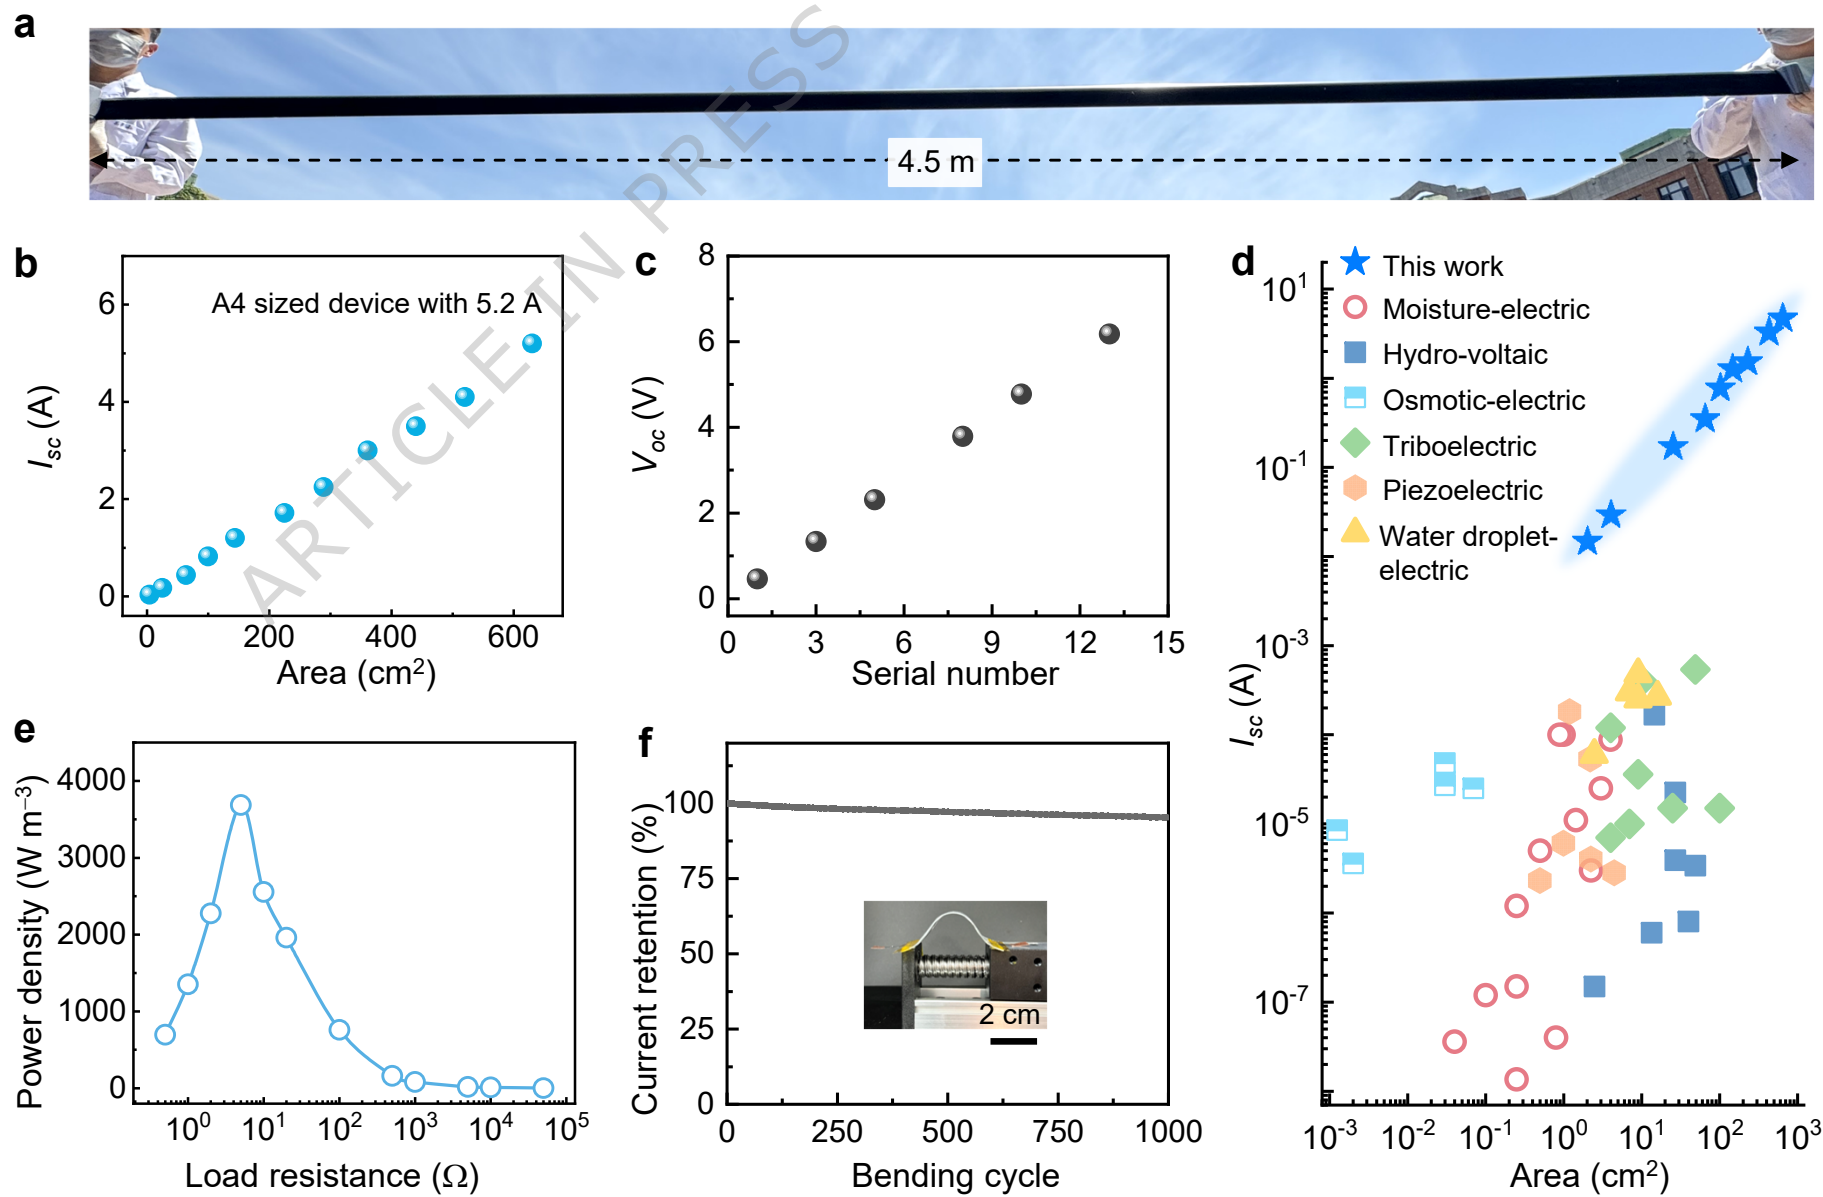 a
4.5 m
ARTICLE IN PRESS
b
A4 sized device with 5.2 A
I_sc (A)
6
4
2
0
0 200 400 600
Area (cm²)
c
V_oc (V)
8
6
4
2
0
0 3 6 9 12 15
Serial number
d
This work
Moisture-electric
Hydro-voltaic
Osmotic-electric
Triboelectric
Piezoelectric
Water droplet-
electric
I_sc (A)
10¹
10⁻¹
10⁻³
10⁻⁵
10⁻⁷
10⁻³ 10⁻² 10⁻¹ 10⁰ 10¹ 10² 10³
Area (cm²)
e
Power density (W m⁻³)
4000
3000
2000
1000
0
10⁰ 10¹ 10² 10³ 10⁴ 10⁵
Load resistance (Ω)
f
Current retention (%)
100
75
50
25
0
2 cm
0 250 500 750 1000
Bending cycle